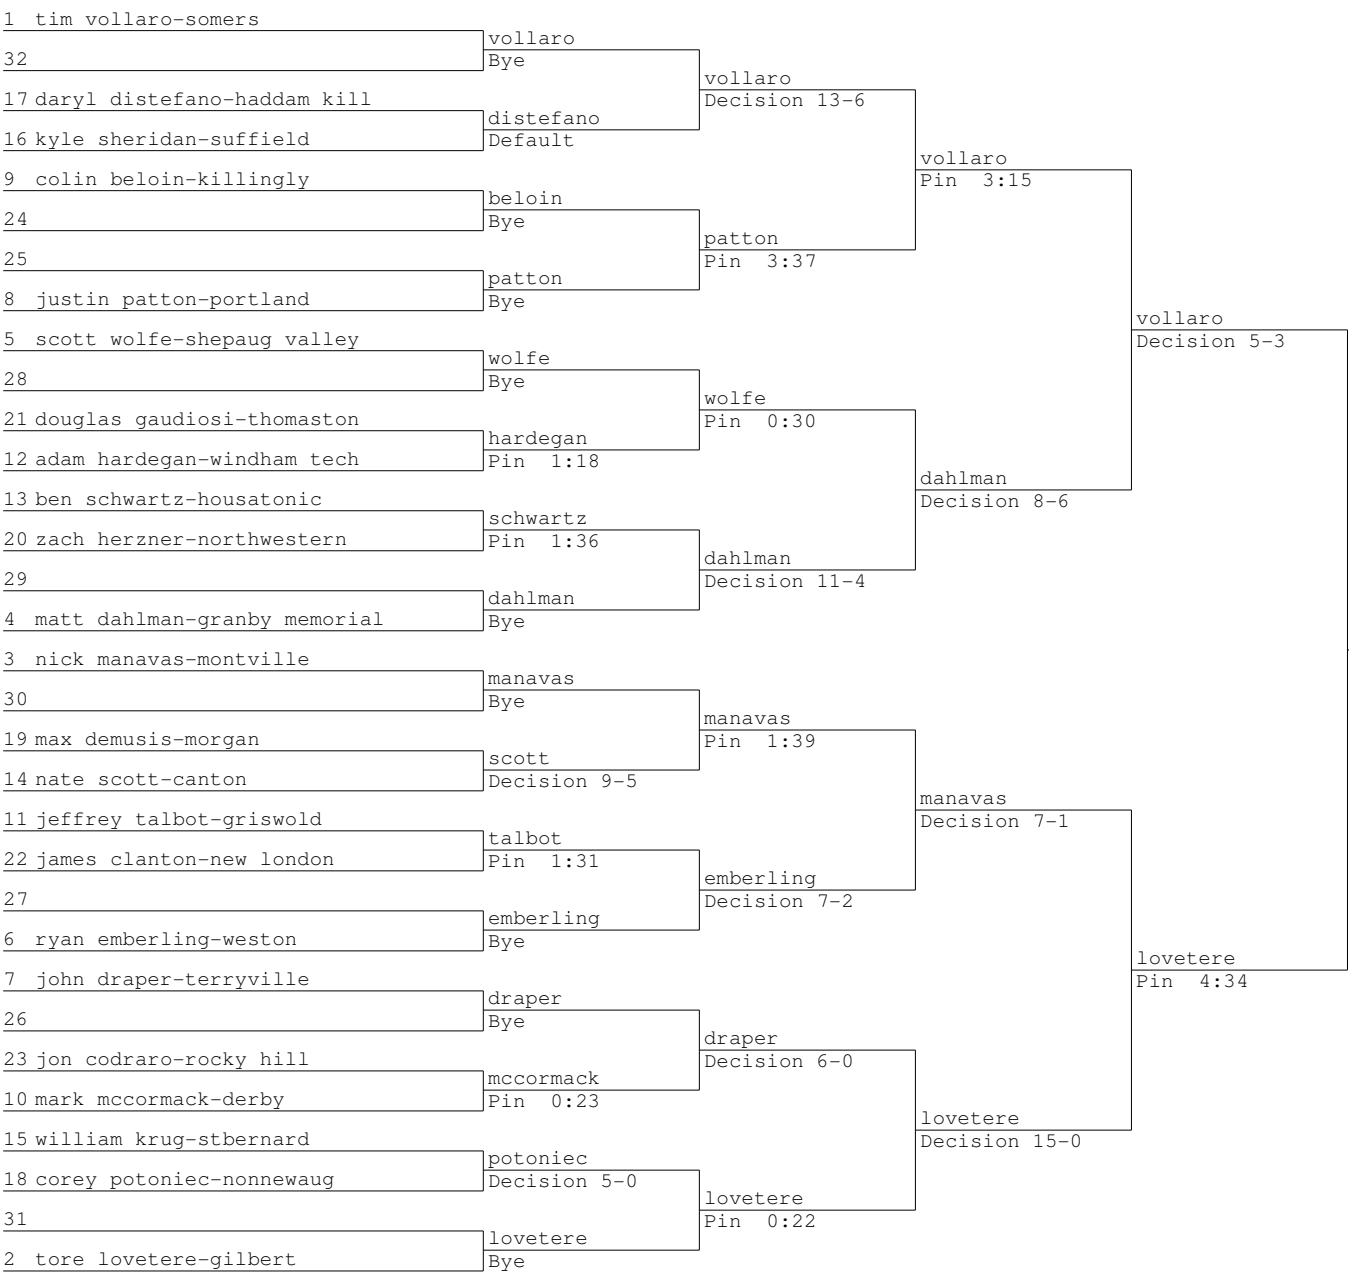 1 tim vollaro-somers
32
17 daryl distefano-haddam kill
16 kyle sheridan-suffield
9 colin beloin-killingly
24
25
8 justin patton-portland
5 scott wolfe-shepaug valley
28
21 douglas gaudiosi-thomaston
12 adam hardegan-windham tech
13 ben schwartz-housatonic
20 zach herzner-northwestern
29
4 matt dahlman-granby memorial
3 nick manavas-montville
30
19 max demusis-morgan
14 nate scott-canton
11 jeffrey talbot-griswold
22 james clanton-new london
27
6 ryan emberling-weston
7 john draper-terryville
26
23 jon codraro-rocky hill
10 mark mccormack-derby
15 william krug-stbernard
18 corey potoniec-nonnewaug
31
2 tore lovetere-gilbert
vollaro
Bye
distefano
Default
beloin
Bye
patton
Bye
wolfe
Bye
hardegan
Pin 1:18
schwartz
Pin 1:36
dahlman
Bye
manavas
Bye
scott
Decision 9-5
talbot
Pin 1:31
emberling
Bye
draper
Bye
mccormack
Pin 0:23
potoniec
Decision 5-0
lovetere
Bye
vollaro
Decision 13-6
patton
Pin 3:37
wolfe
Pin 0:30
dahlman
Decision 11-4
manavas
Pin 1:39
emberling
Decision 7-2
draper
Decision 6-0
lovetere
Pin 0:22
vollaro
Pin 3:15
dahlman
Decision 8-6
manavas
Decision 7-1
lovetere
Decision 15-0
vollaro
Decision 5-3
lovetere
Pin 4:34